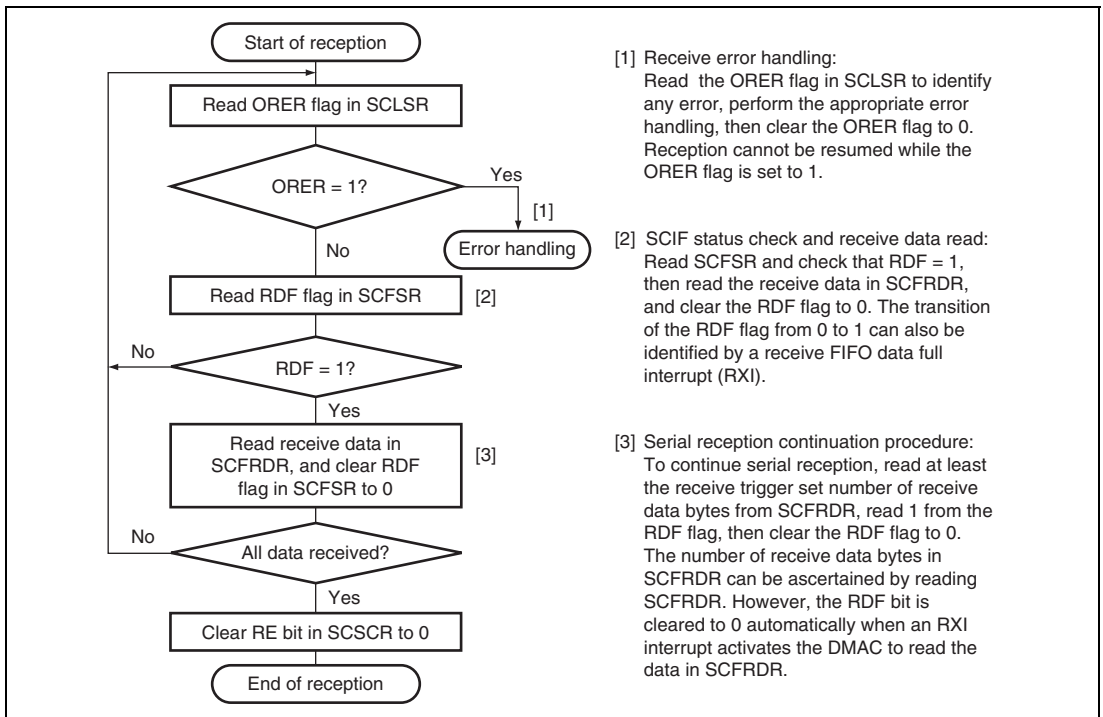 Start of reception
Read ORER flag in SCLSR
ORER = 1?
Yes
[1]
No
Error handling
Read RDF flag in SCFSR
[2]
No
RDF = 1?
Yes
Read receive data in
SCFRDR, and clear RDF
flag in SCFSR to 0
[3]
No
All data received?
Yes
Clear RE bit in SCSCR to 0
End of reception
[1] Receive error handling:
Read the ORER flag in SCLSR to identify
any error, perform the appropriate error
handling, then clear the ORER flag to 0.
Reception cannot be resumed while the
ORER flag is set to 1.
[2] SCIF status check and receive data read:
Read SCFSR and check that RDF = 1,
then read the receive data in SCFRDR,
and clear the RDF flag to 0. The transition
of the RDF flag from 0 to 1 can also be
identified by a receive FIFO data full
interrupt (RXI).
[3] Serial reception continuation procedure:
To continue serial reception, read at least
the receive trigger set number of receive
data bytes from SCFRDR, read 1 from the
RDF flag, then clear the RDF flag to 0.
The number of receive data bytes in
SCFRDR can be ascertained by reading
SCFRDR. However, the RDF bit is
cleared to 0 automatically when an RXI
interrupt activates the DMAC to read the
data in SCFRDR.